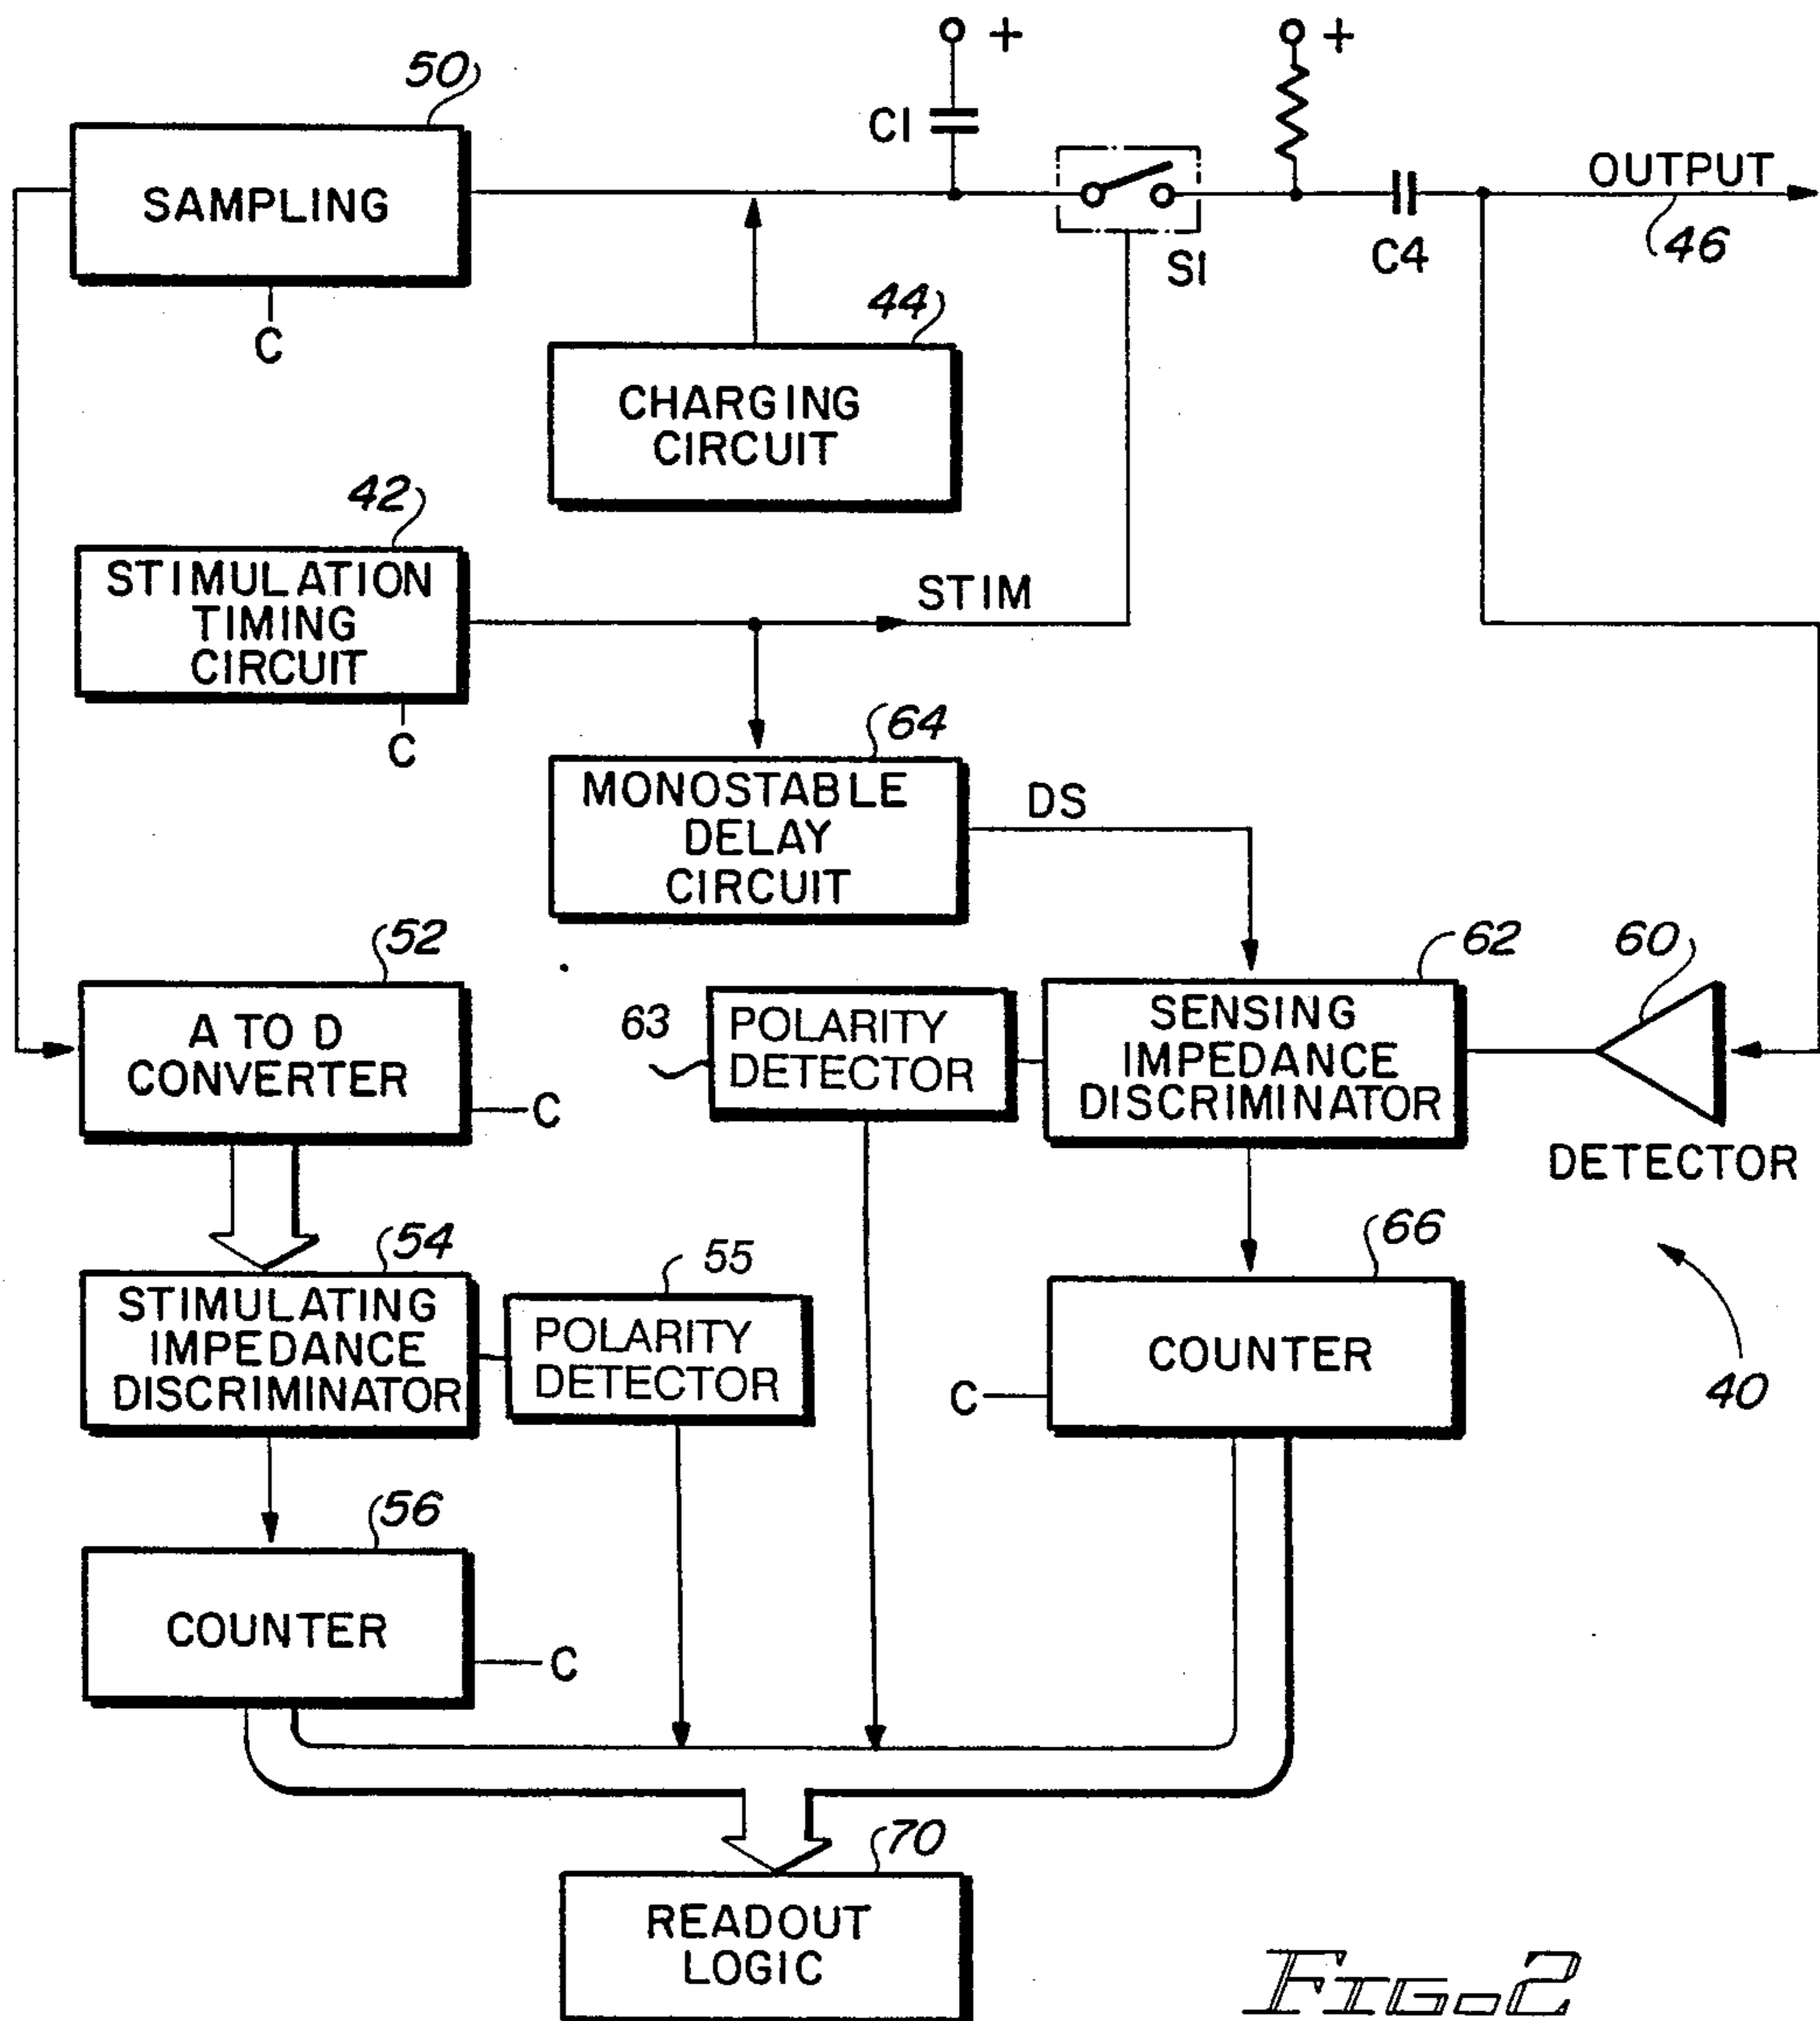 50
SAMPLING
C
C1
+
+
S1
C4
OUTPUT
46
44
CHARGING
CIRCUIT
42
STIMULATION
TIMING
CIRCUIT
C
STIM
64
MONOSTABLE
DELAY
CIRCUIT
DS
52
A TO D
CONVERTER
C
63
POLARITY
DETECTOR
62
SENSING
IMPEDANCE
DISCRIMINATOR
60
DETECTOR
54
STIMULATING
IMPEDANCE
DISCRIMINATOR
55
POLARITY
DETECTOR
66
COUNTER
C
40
56
COUNTER
C
70
READOUT
LOGIC
FIG-2